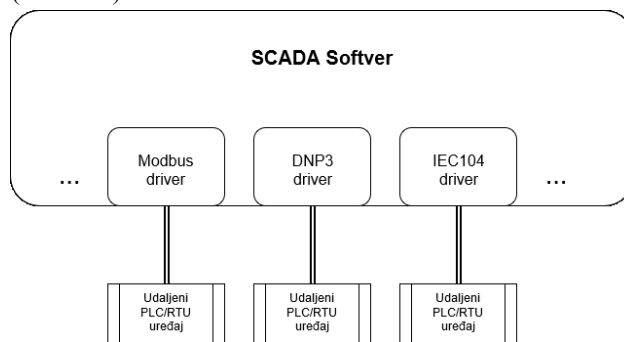 SCADA Softver
Modbus DNP3 IEC104
... driver driver driver ...
Udaljeni Udaljeni Udaljeni
PLC/RTU PLC/RTU PLC/RTU
uređaj uređaj uređaj